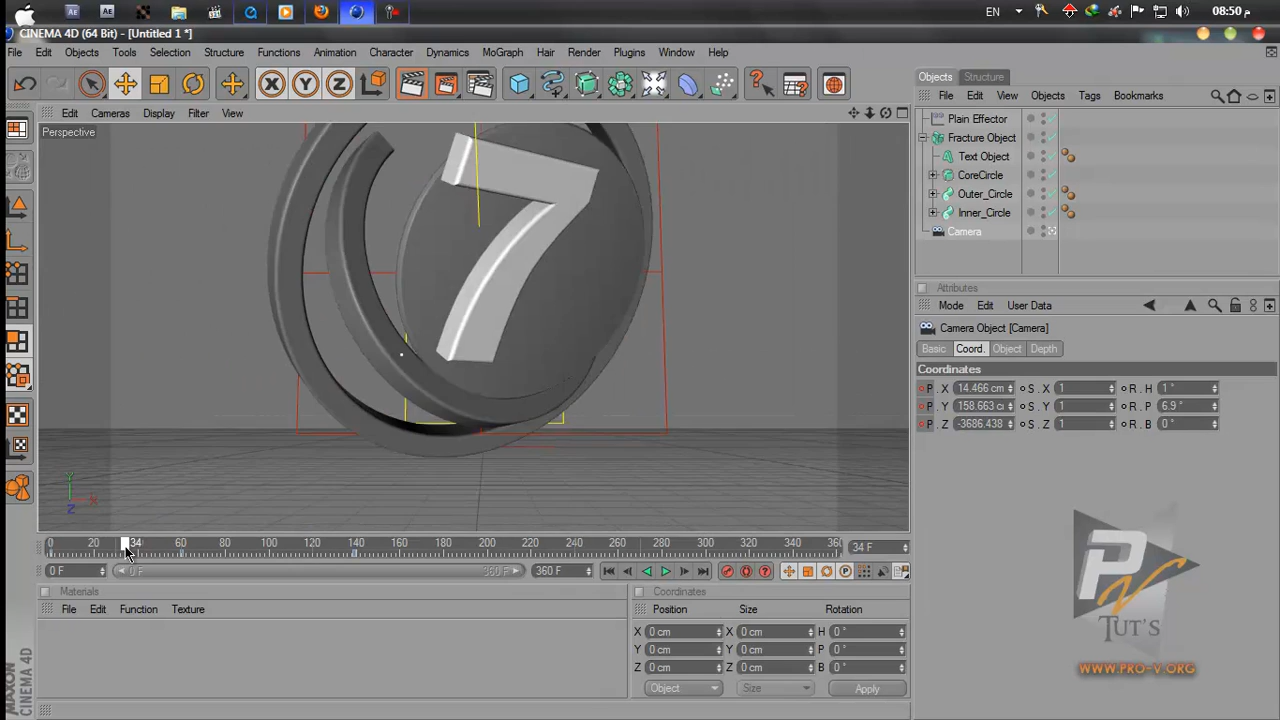 EN
08:50 م
CINEMA 4D (64 Bit) - [Untitled 1 *]
File Edit Objects Tools Selection Structure Functions Animation Character Dynamics MoGraph Hair Render Plugins Window Help
X Y Z
Edit Cameras Display Filter View
Perspective
7
Y
X
Z
Objects Structure
File Edit View Objects Tags Bookmarks
Plain Effector
Fracture Object
Text Object
CoreCircle
Outer_Circle
Inner_Circle
Camera
Attributes
Mode Edit User Data
Camera Object [Camera]
Basic Coord. Object Depth
Coordinates
P . X 14.466 cm S . X 1 R . H 1 °
P . Y 158.663 S . Y 1 R . P 6.9 °
P . Z -3686.438 S . Z 1 R . B 0 °
0 20 34 60 80 100 120 140 160 180 200 220 240 260 280 300 320 340 34 F
0 F 0 F 360 F 360 F
Materials
File Edit Function Texture
Coordinates
Position Size Rotation
X 0 cm X 0 cm H 0 °
Y 0 cm Y 0 cm P 0 °
Z 0 cm Z 0 cm B 0 °
Object Size Apply
MAXON
CINEMA 4D
PV
TUT'S
WWW.PRO-V.ORG